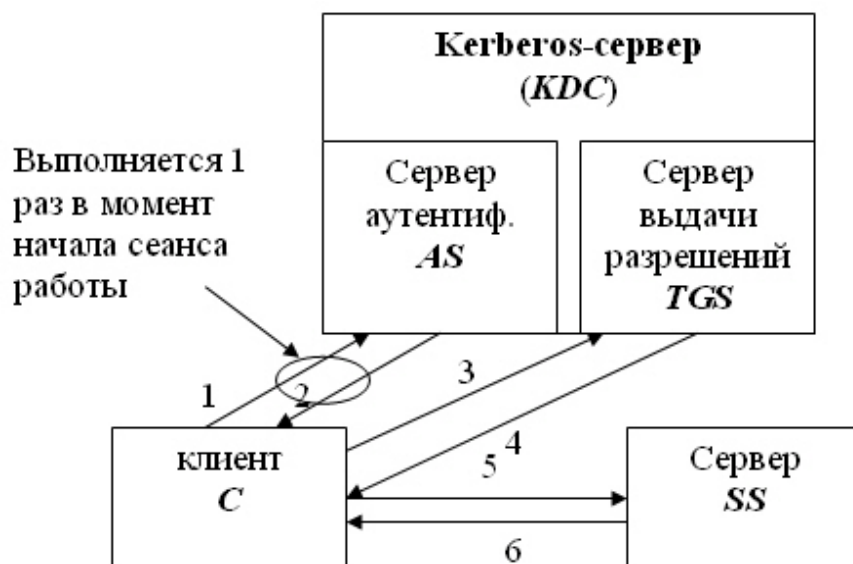 Kerberos-сервер
(KDC)
Выполняется 1
раз в момент
начала сеанса
работы
Сервер
аутентиф.
AS
Сервер
выдачи
разрешений
TGS
1
2
3
4
5
6
клиент
C
Сервер
SS